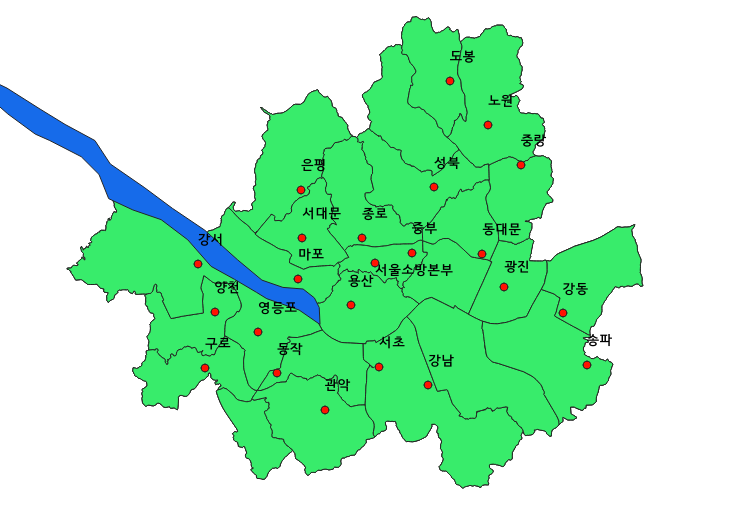 도봉
노원
중랑
성북
은평
서대문
종로
중부
동대문
강서
마포
서울소방본부
광진
용산
양천
강동
영등포
구로
동작
서초
송파
강남
관악